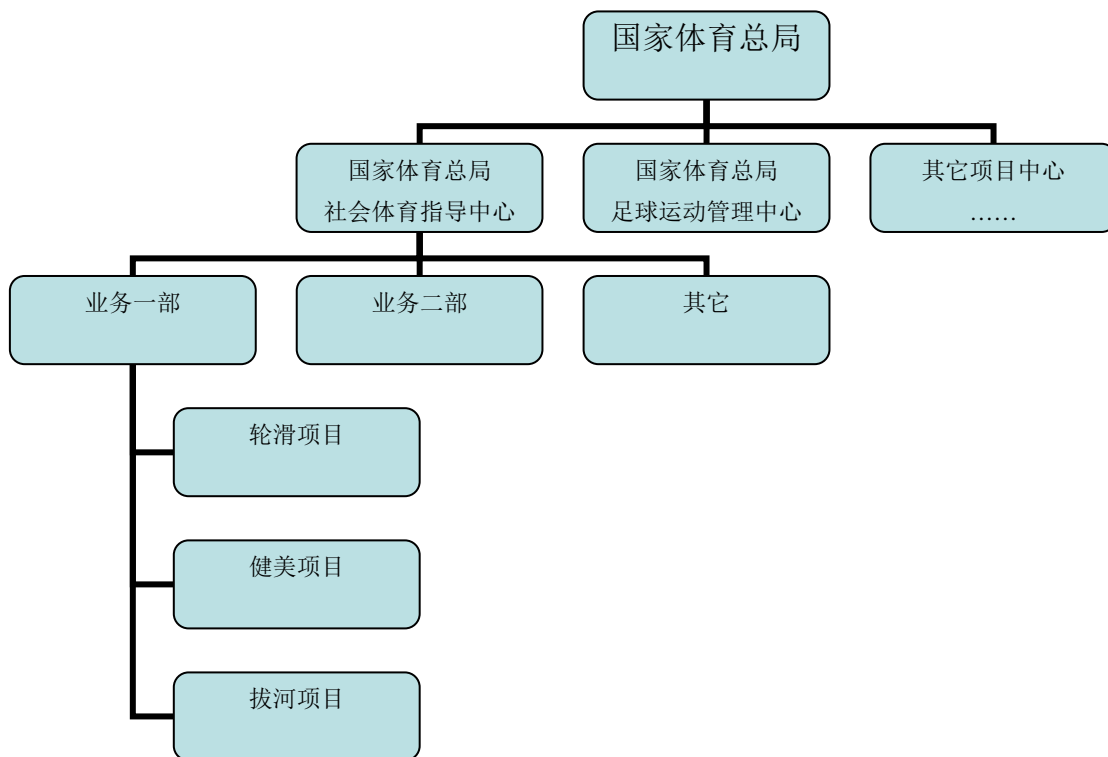 国家体育总局
国家体育总局
社会体育指导中心
国家体育总局
足球运动管理中心
其它项目中心
……
业务一部
业务二部
其它
轮滑项目
健美项目
拔河项目